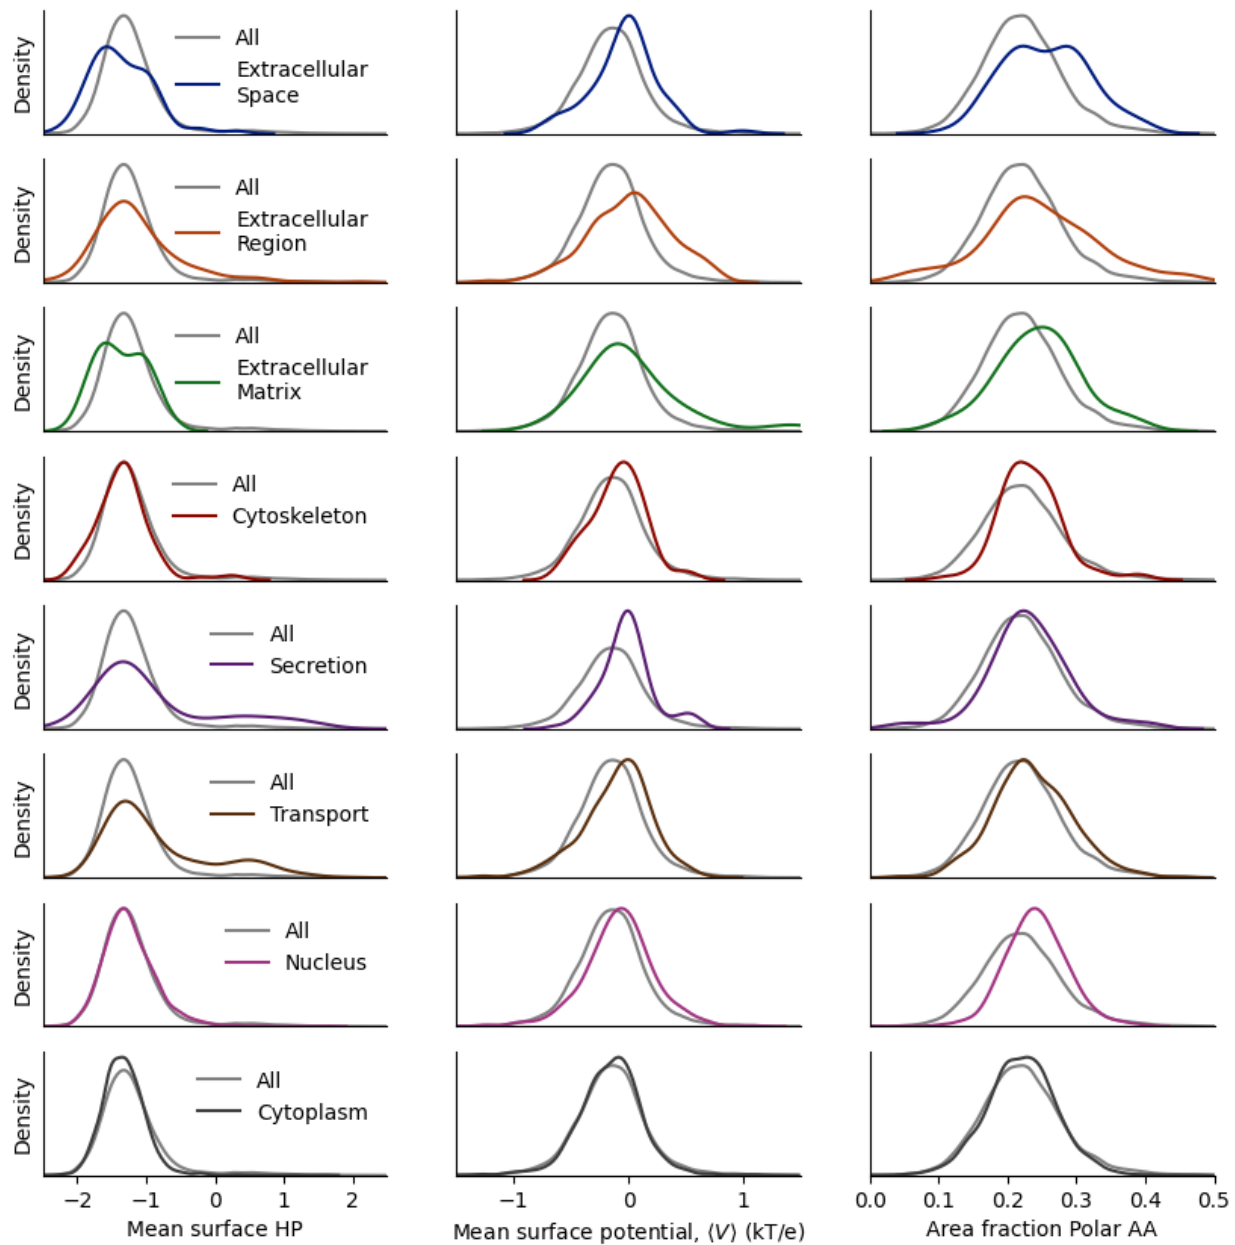 Density
All
Extracellular
Space
Density
All
Extracellular
Region
Density
All
Extracellular
Matrix
Density
All
Cytoskeleton
Density
All
Secretion
Density
All
Transport
Density
All
Nucleus
Density
All
Cytoplasm
−2 −1 0 1 2
Mean surface HP
−1 0 1
Mean surface potential, ⟨V⟩ (kT/e)
0.0 0.1 0.2 0.3 0.4 0.5
Area fraction Polar AA